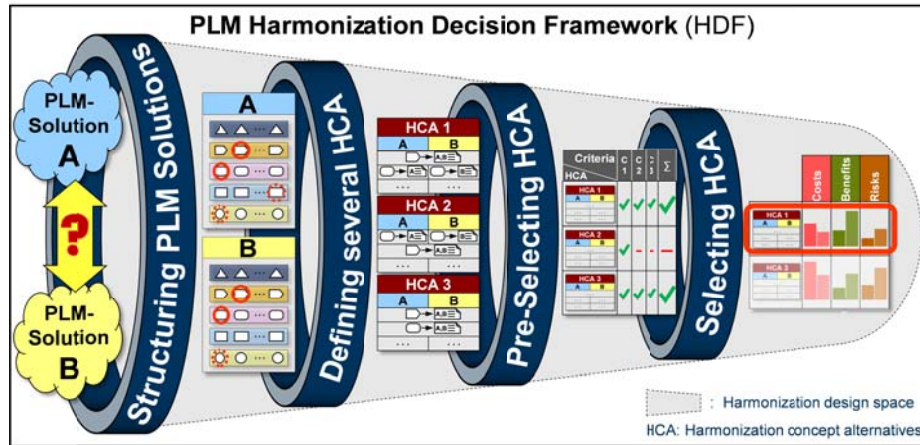 PLM Harmonization Decision Framework (HDF)
PLM-
Solution
A
?
PLM-
Solution
B
Structuring PLM Solutions
A
...
...
...
...
...
B
...
...
...
...
...
Defining several HCA
HCA 1
A B
A,B
A B
... ...
HCA 2
A B
A B
A,B
... ...
HCA 3
A B
A,B
A,B
... ...
Pre-Selecting HCA
Criteria C 1 C 2 C 3 Σ
HCA
HCA 1
A B
HCA 2
A B
HCA 3
A B
Selecting HCA
Costs
Benefits
Risks
HCA 1
A B
HCA 3
A B
: Harmonization design space
HCA: Harmonization concept alternatives